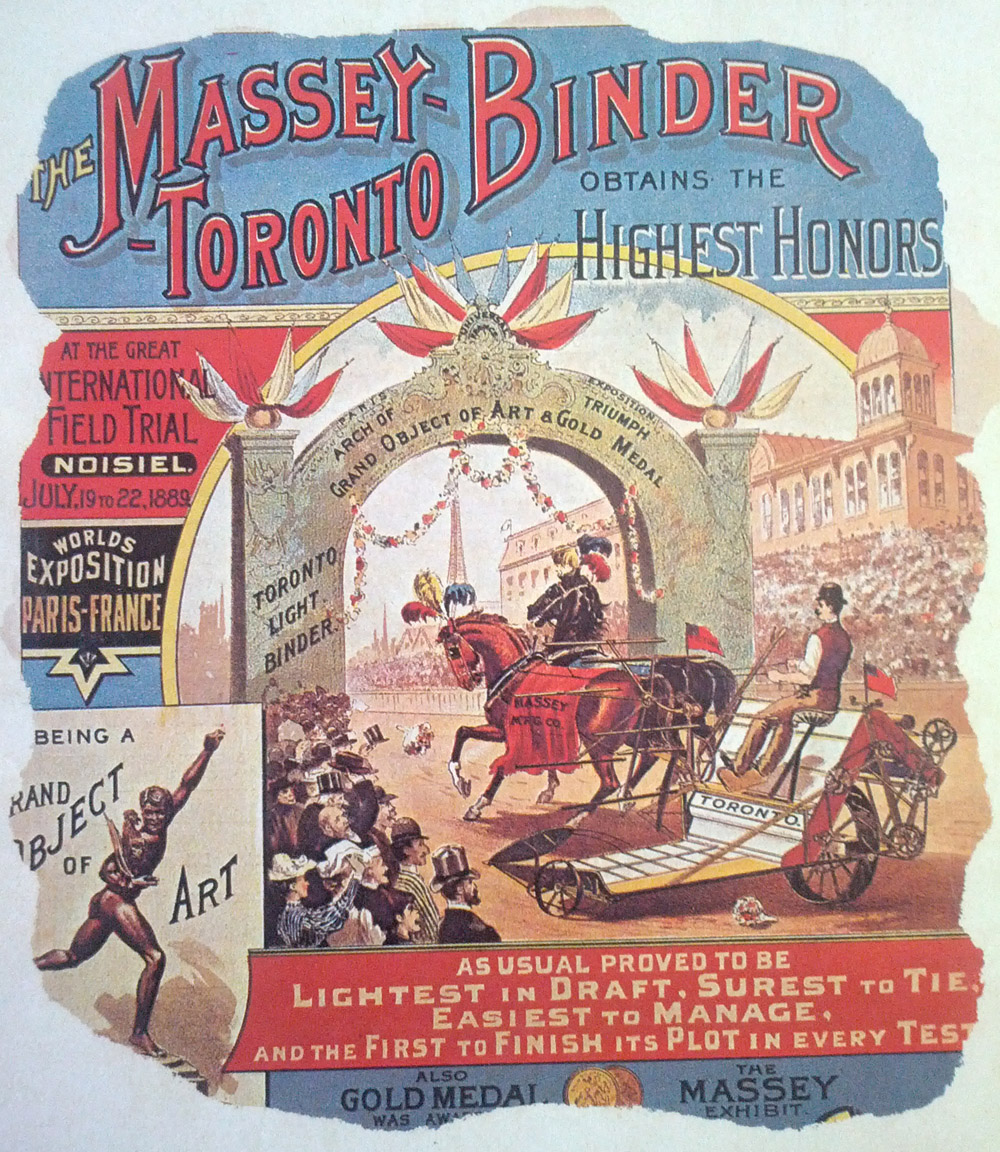 THE MASSEY-
-TORONTO BINDER
OBTAINS THE
HIGHEST HONORS
AT THE GREAT
NTERNATIONAL
FIELD TRIAL
NOISIEL.
JULY, 19 TO 22, 1889
WORLDS
EXPOSITION
PARIS-FRANCE
PARIS EXPOSITION
ARCH OF TRIUMPH
GRAND OBJECT OF ART & GOLD MEDAL
TORONTO
LIGHT
BINDER.
MASSEY
M'F'G CO.
TORONTO.
BEING A
RAND
BJECT
OF
ART
AS USUAL PROVED TO BE
LIGHTEST IN DRAFT, SUREST TO TIE,
EASIEST TO MANAGE,
AND THE FIRST TO FINISH ITS PLOT IN EVERY TEST
ALSO
GOLD MEDAL
WAS AWA
THE
MASSEY
EXHIBIT.